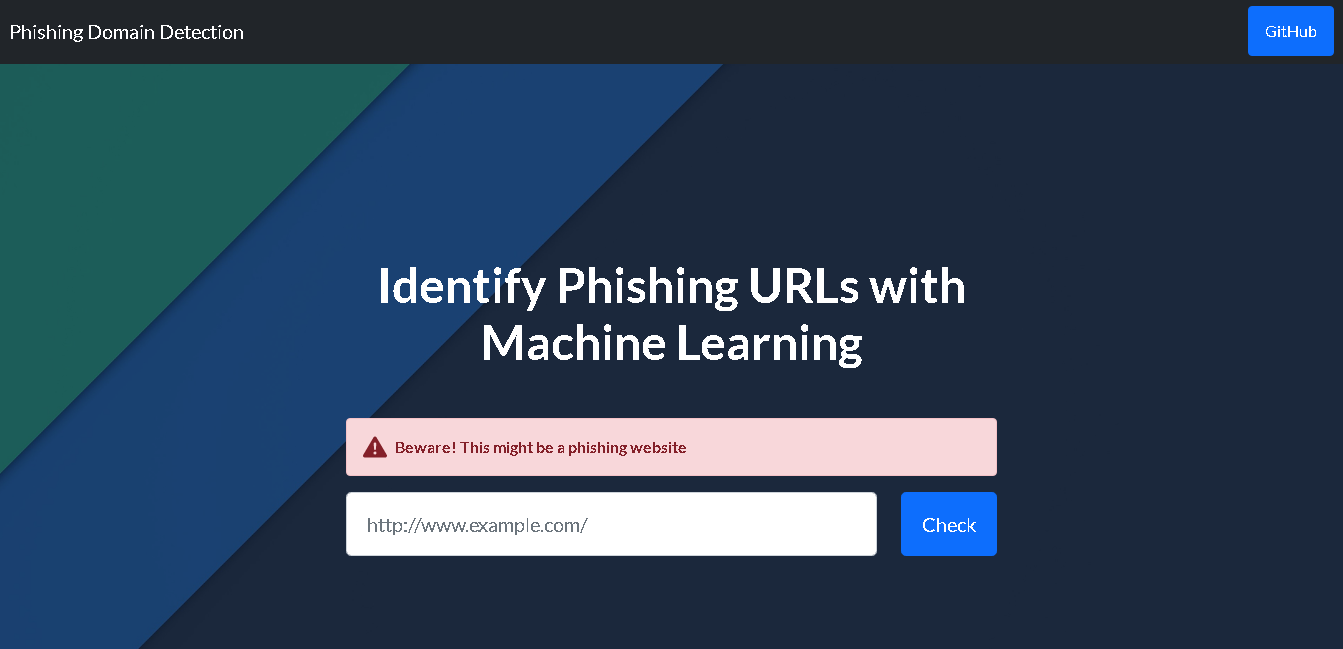 Phishing Domain Detection
GitHub
Identify Phishing URLs with
Machine Learning
Beware! This might be a phishing website
http://www.example.com/
Check